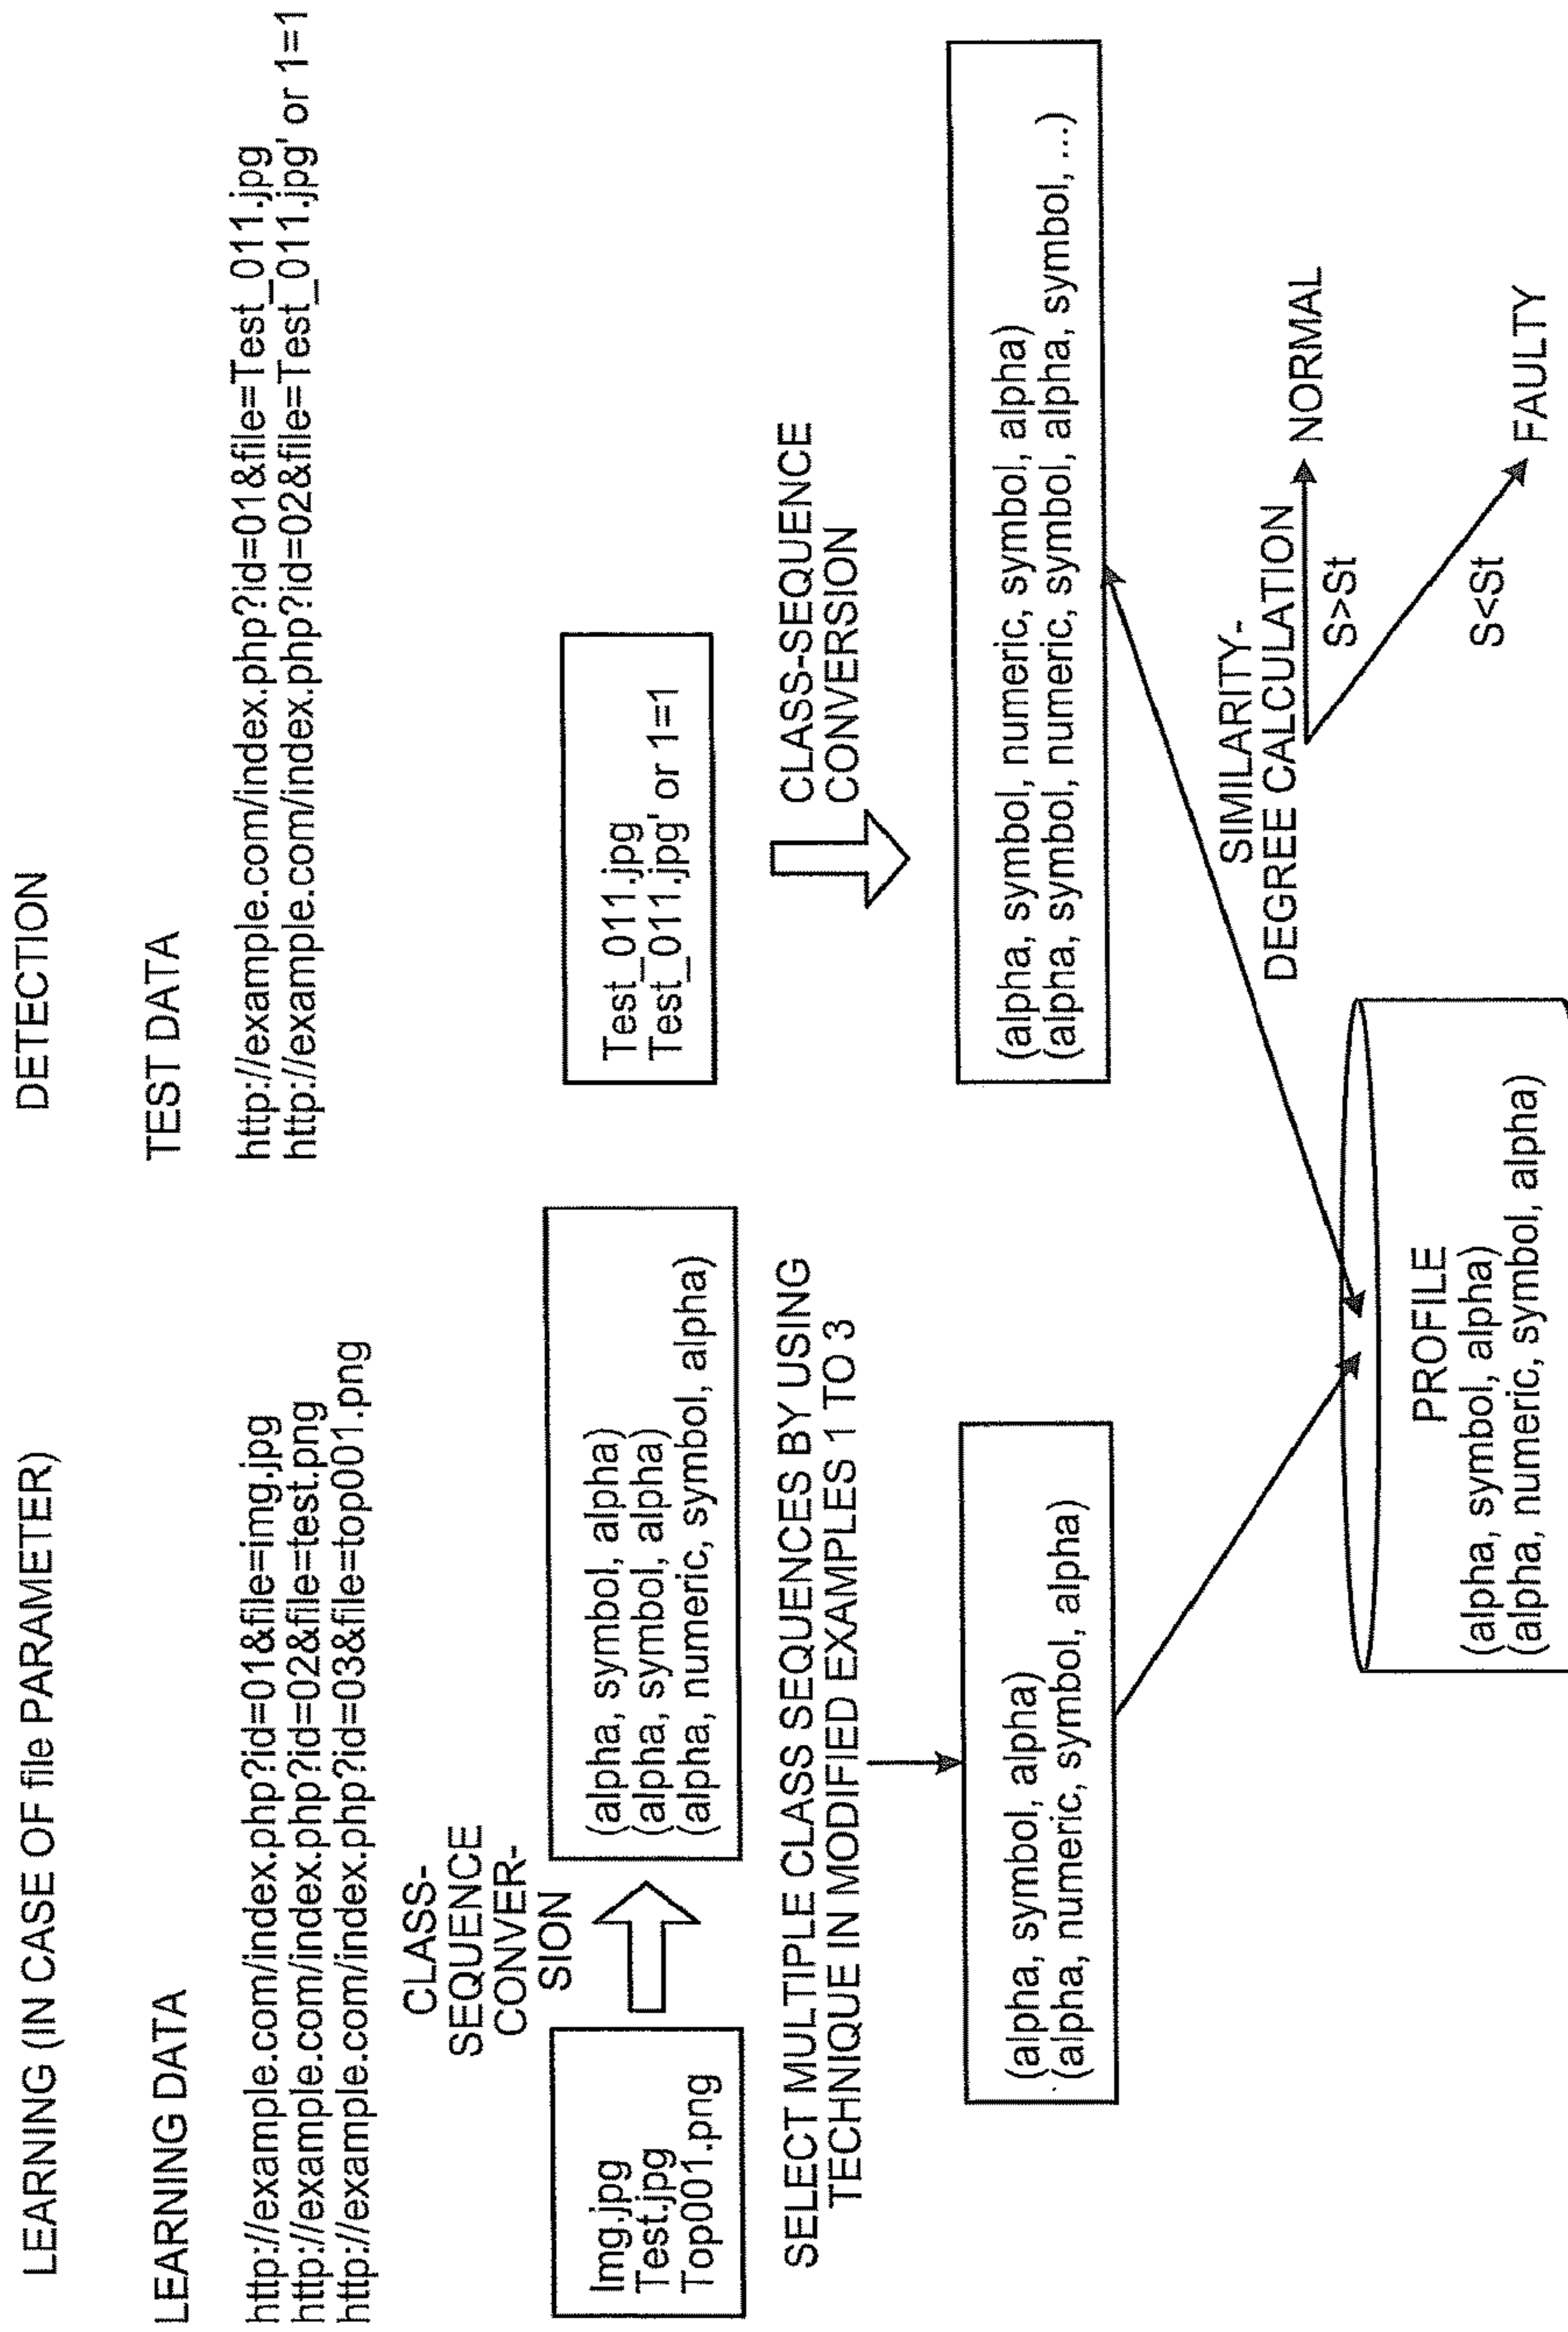 LEARNING (IN CASE OF file PARAMETER)
LEARNING DATA
http://example.com/index.php?id=01&file=img.jpg
http://example.com/index.php?id=02&file=test.png
http://example.com/index.php?id=03&file=top001.png
Img.jpg
Test.jpg
Top001.png
CLASS-
SEQUENCE
CONVER-
SION
(alpha, symbol, alpha)
(alpha, symbol, alpha)
(alpha, numeric, symbol, alpha)
SELECT MULTIPLE CLASS SEQUENCES BY USING
TECHNIQUE IN MODIFIED EXAMPLES 1 TO 3
(alpha, symbol, alpha)
(alpha, numeric, symbol, alpha)
PROFILE
(alpha, symbol, alpha)
(alpha, numeric, symbol, alpha)
DETECTION
TEST DATA
http://example.com/index.php?id=01&file=Test_011.jpg
http://example.com/index.php?id=02&file=Test_011.jpg' or 1=1
Test_011.jpg
Test_011.jpg' or 1=1
CLASS-SEQUENCE
CONVERSION
(alpha, symbol, numeric, symbol, alpha)
(alpha, symbol, numeric, symbol, alpha, symbol, ...)
SIMILARITY-
DEGREE CALCULATION
S>St
NORMAL
S<St
FAULTY